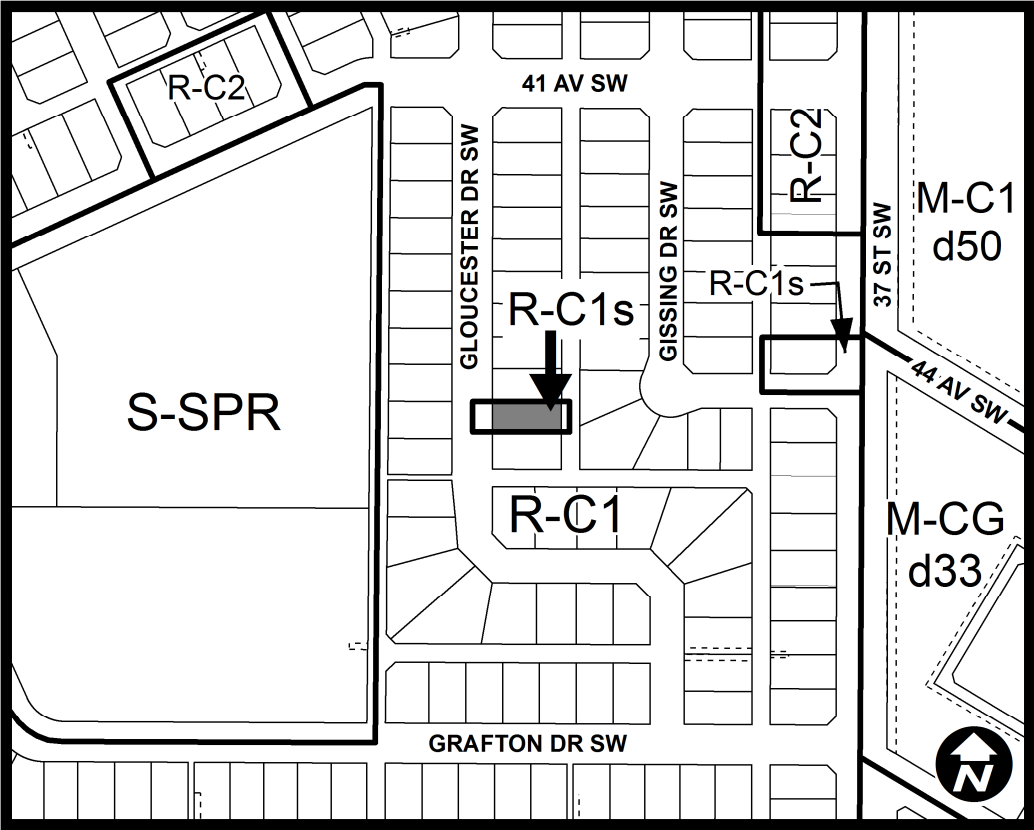 R-C2
41 AV SW
R-C2
M-C1
d50
GLOUCESTER DR SW
GISSING DR SW
37 ST SW
R-C1s
R-C1s
S-SPR
44 AV SW
R-C1
M-CG
d33
GRAFTON DR SW
N